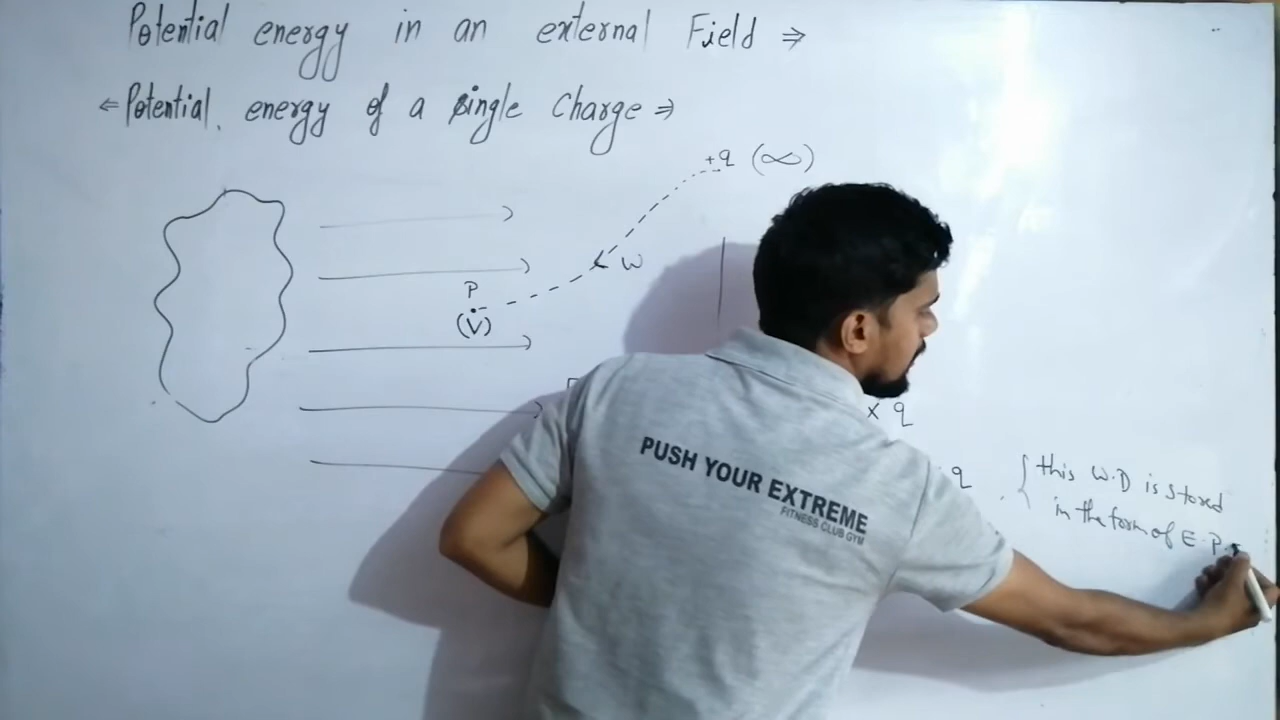 Potential energy in an external Field ⇒
⇐ Potential energy of a single Charge ⇒
+q (∞)
W
P
(V)
x q
q
{ this W.D is stored
in the form of E.P
PUSH YOUR EXTREME
FITNESS CLUB GYM